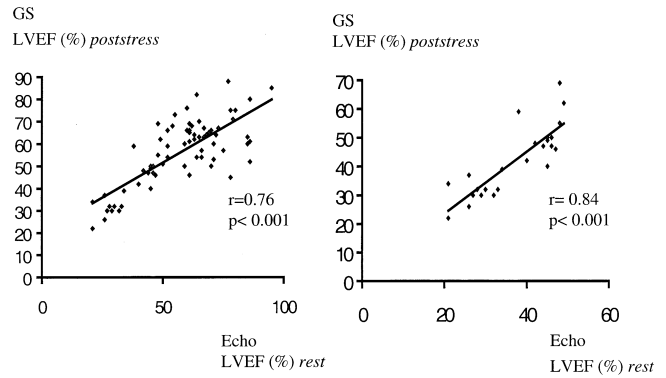 GS
LVEF (%) poststress
90
80
70
60
50
40
30
20
10
0
0 50 100
r=0.76
p< 0.001
Echo
LVEF (%) rest
GS
LVEF (%) poststress
70
60
50
40
30
20
10
0
0 20 40 60
r= 0.84
p< 0.001
Echo
LVEF (%) rest